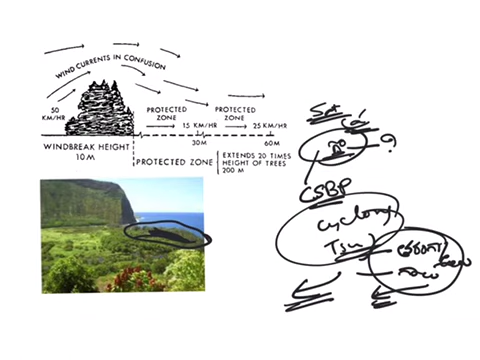 WIND CURRENTS IN CONFUSION
50
KM/HR
PROTECTED
ZONE
PROTECTED
ZONE
15 KM/HR
25 KM/HR
WINDBREAK HEIGHT
10 M
30M
60M
PROTECTED ZONE
EXTENDS 20 TIMES
HEIGHT OF TREES
200 M
?
CSBP
Cyclone
Tsu